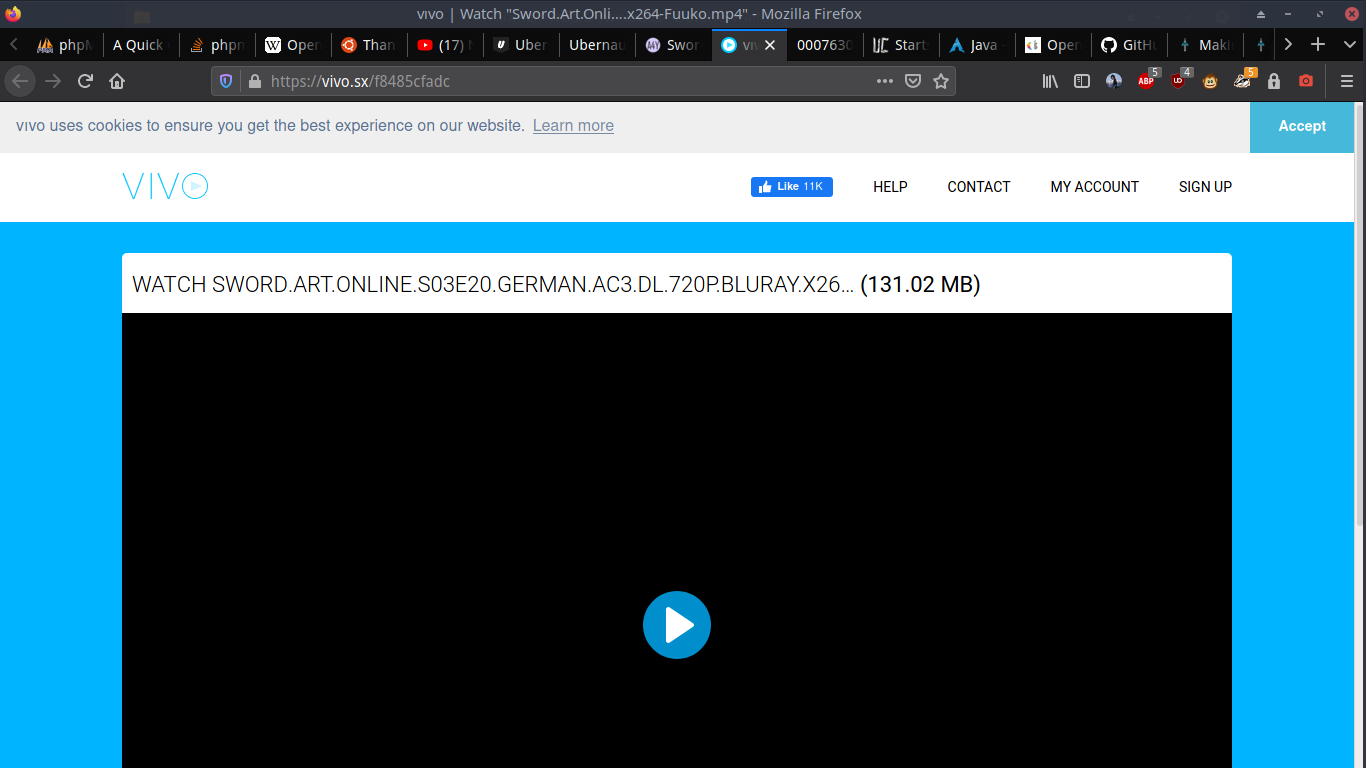 vivo | Watch "Sword.Art.Onli....x264-Fuuko.mp4" - Mozilla Firefox
phpM A Quick phpm Oper Than (17) Uber Ubernau Swor vıv 0007630 Start Java - Oper GitHu Maki
https://vivo.sx/f8485cfadc ABP 5 UD 4 5
vıvo uses cookies to ensure you get the best experience on our website. Learn more Accept
VIVO Like 11K HELP CONTACT MY ACCOUNT SIGN UP
WATCH SWORD.ART.ONLINE.S03E20.GERMAN.AC3.DL.720P.BLURAY.X26... (131.02 MB)